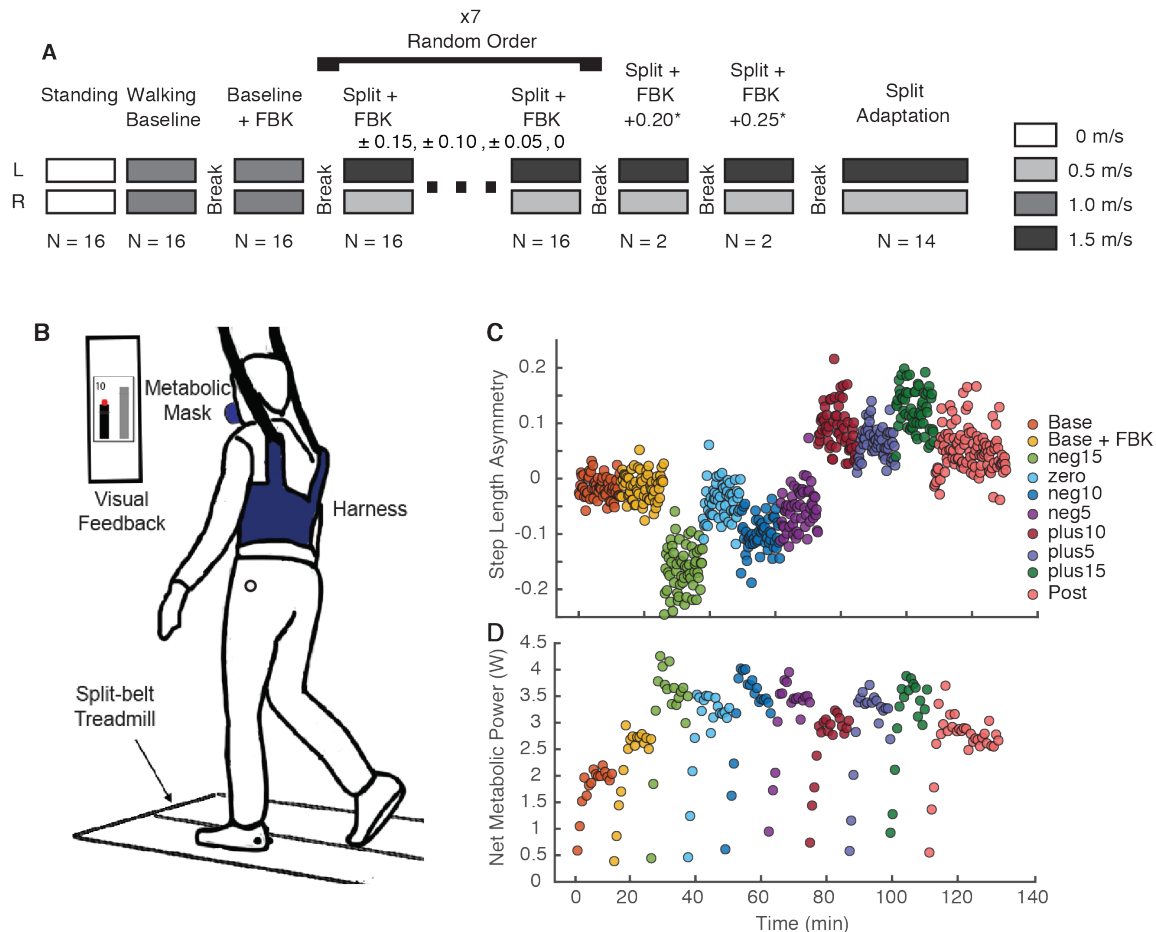 x7
Random Order
A
Standing
Walking
Baseline
Baseline
+ FBK
Split +
FBK
Split +
FBK
± 0.15, ± 0.10 , ± 0.05, 0
Split +
FBK
+0.20*
Split +
FBK
+0.25*
Split
Adaptation
L
R
Break
Break
Break
Break
Break
N = 16
N = 16
N = 16
N = 16
N = 16
N = 2
N = 2
N = 14
0 m/s
0.5 m/s
1.0 m/s
1.5 m/s
B
10
Metabolic
Mask
Visual
Feedback
Harness
Split-belt
Treadmill
C
Step Length Asymmetry
0.2
0.1
0
-0.1
-0.2
Base
Base + FBK
neg15
zero
neg10
neg5
plus10
plus5
plus15
Post
D
Net Metabolic Power (W)
4.5
4
3.5
3
2.5
2
1.5
1
0.5
0
0 20 40 60 80 100 120 140
Time (min)